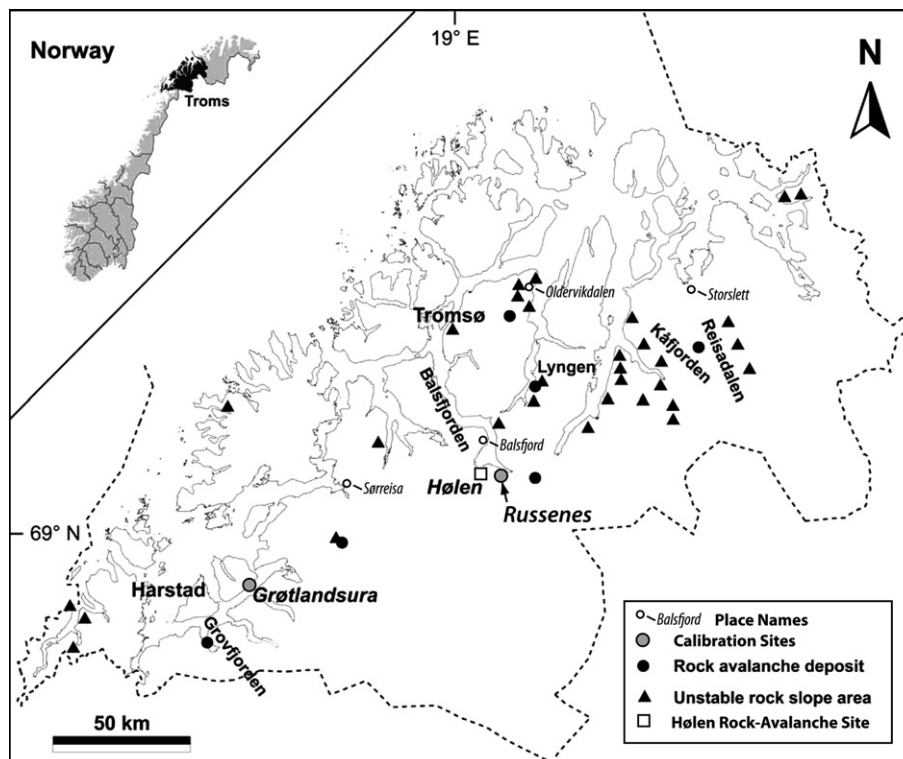 19 E
Norway
Troms
N
Oldervikdalen
Storslett
Tromsø
Kåfjorden
Reisadalen
Lyngen
Balsfjorden
Balsfjord
Hølen
Sørreisa
Russenes
69° N
Harstad
Grøtlandsura
Grovfjorden
50 km
Balsfjord Place Names
Calibration Sites
Rock avalanche deposit
Unstable rock slope area
Hølen Rock-Avalanche Site